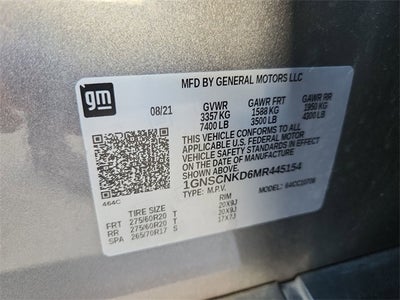 MFD BY GENERAL MOTORS LLC
gm
08/21
GVWR GAWR FRT GAWR RR
3357 KG 1588 KG 1950 KG
7400 LB 3500 LB 4300 LB
THIS VEHICLE CONFORMS TO ALL
APPLICABLE U.S. FEDERAL MOTOR
VEHICLE SAFETY STANDARDS IN
EFFECT ON THE DATE OF MANUFACTURE
SHOWN ABOVE.
1GNSCNKD6MR445154
TYPE: M.P.V. MODEL:
464C
TIRE SIZE RIM
FRT 275/60R20 T 20X9J
RR 275/60R20 T 20X9J
SPA 265/70R17 S 17X7J